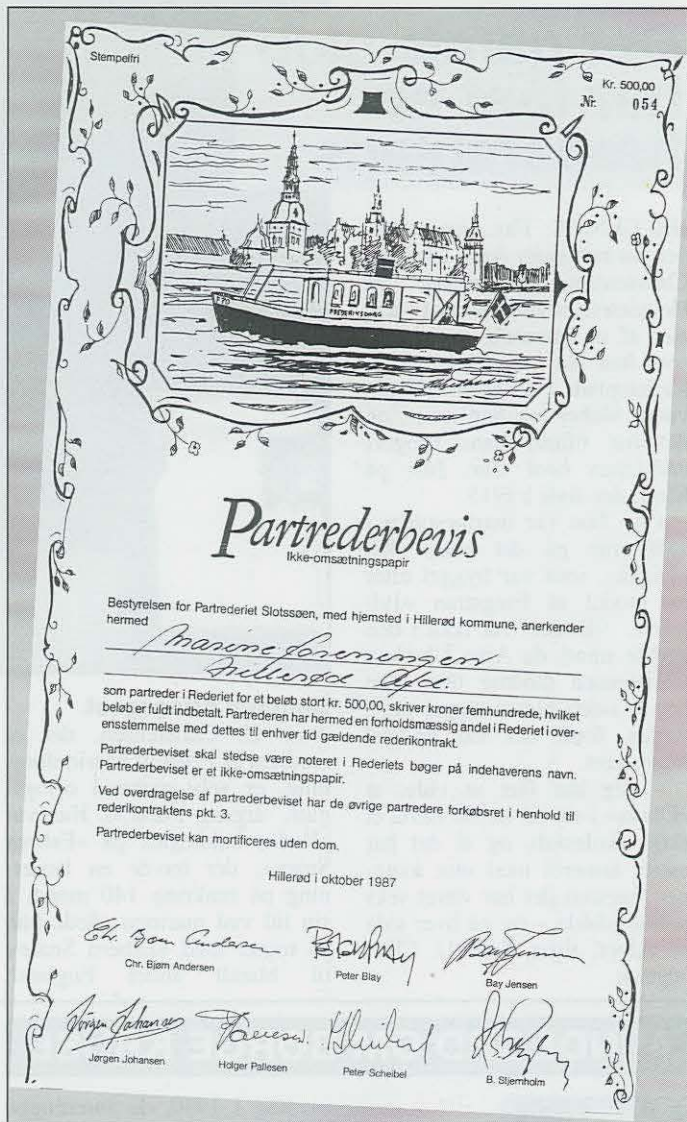 Stempelfri
Kr. 500,00
Nr. 054
FREDERIKSBORG
Partrederbevis
Ikke-omsætningspapir
Bestyrelsen for Partrederiet Slotssøen, med hjemsted i Hillerød kommune, anerkender
hermed
Marine foreningen
Hillerød Afd.
som partreder i Rederiet for et beløb stort kr. 500,00, skriver kroner femhundrede, hvilket
beløb er fuldt indbetalt. Partrederen har hermed en forholdsmæssig andel i Rederiet i over-
ensstemmelse med dettes til enhver tid gældende rederikontrakt.
Partrederbeviset skal stedse være noteret i Rederiets bøger på indehaverens navn.
Partrederbeviset er et ikke-omsætningspapir.
Ved overdragelse af partrederbeviset har de øvrige partredere forkøbsret i henhold til
rederikontraktens pkt. 3.
Partrederbeviset kan mortificeres uden dom.
Hillerød i oktober 1987
Chr. Bjørn Andersen
Chr. Bjørn Andersen
Peter Blay
Bay Jensen
Jørgen Johansen
Jørgen Johansen
Holger Pallesen
Peter Scheibel
B. Stjernholm